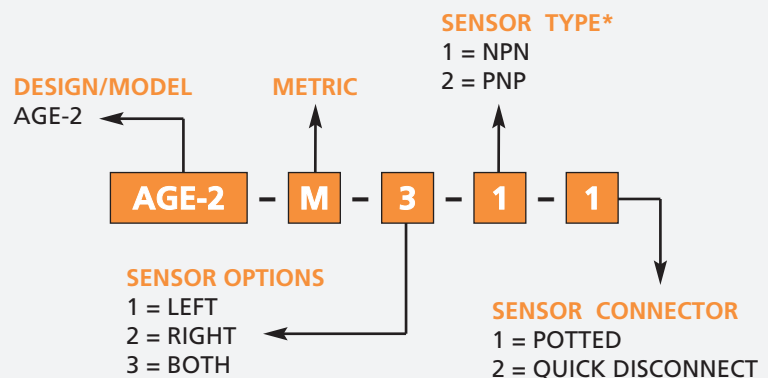 SENSOR TYPE*
1 = NPN
2 = PNP
DESIGN/MODEL
AGE-2
METRIC
AGE-2 - M - 3 - 1 - 1
SENSOR OPTIONS
1 = LEFT
2 = RIGHT
3 = BOTH
SENSOR CONNECTOR
1 = POTTED
2 = QUICK DISCONNECT